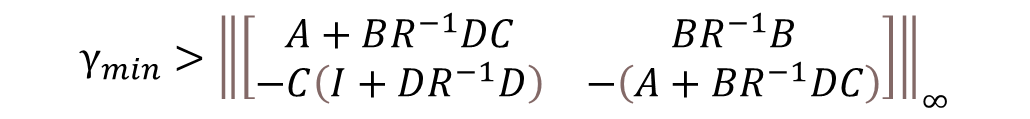 γ_min > ‖[A + BR⁻¹DC BR⁻¹B
−C(I + DR⁻¹D) −(A + BR⁻¹DC)]‖_∞